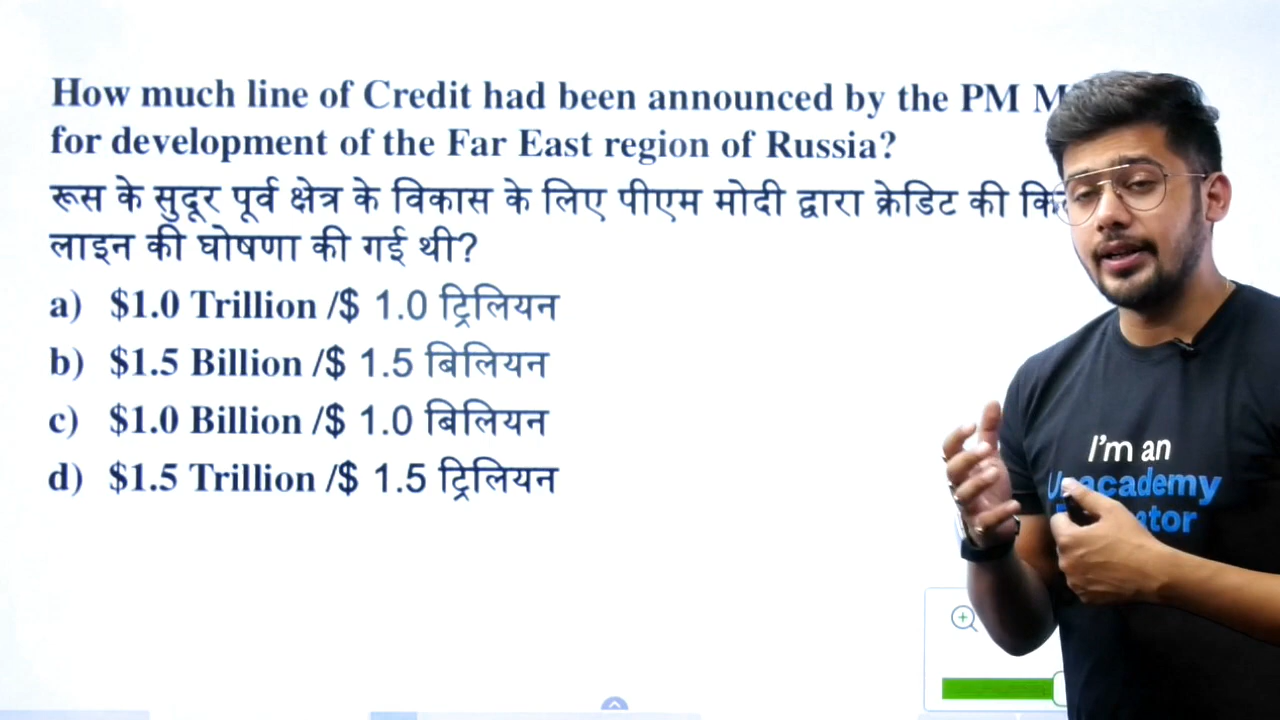 How much line of Credit had been announced by the PM
for development of the Far East region of Russia?
रूस के सुदूर पूर्व क्षेत्र के विकास के लिए पीएम मोदी द्वारा क्रेडिट की
लाइन की घोषणा की गई थी?
a) $1.0 Trillion /$ 1.0 ट्रिलियन
b) $1.5 Billion /$ 1.5 बिलियन
c) $1.0 Billion /$ 1.0 बिलियन
d) $1.5 Trillion /$ 1.5 ट्रिलियन
I'm an